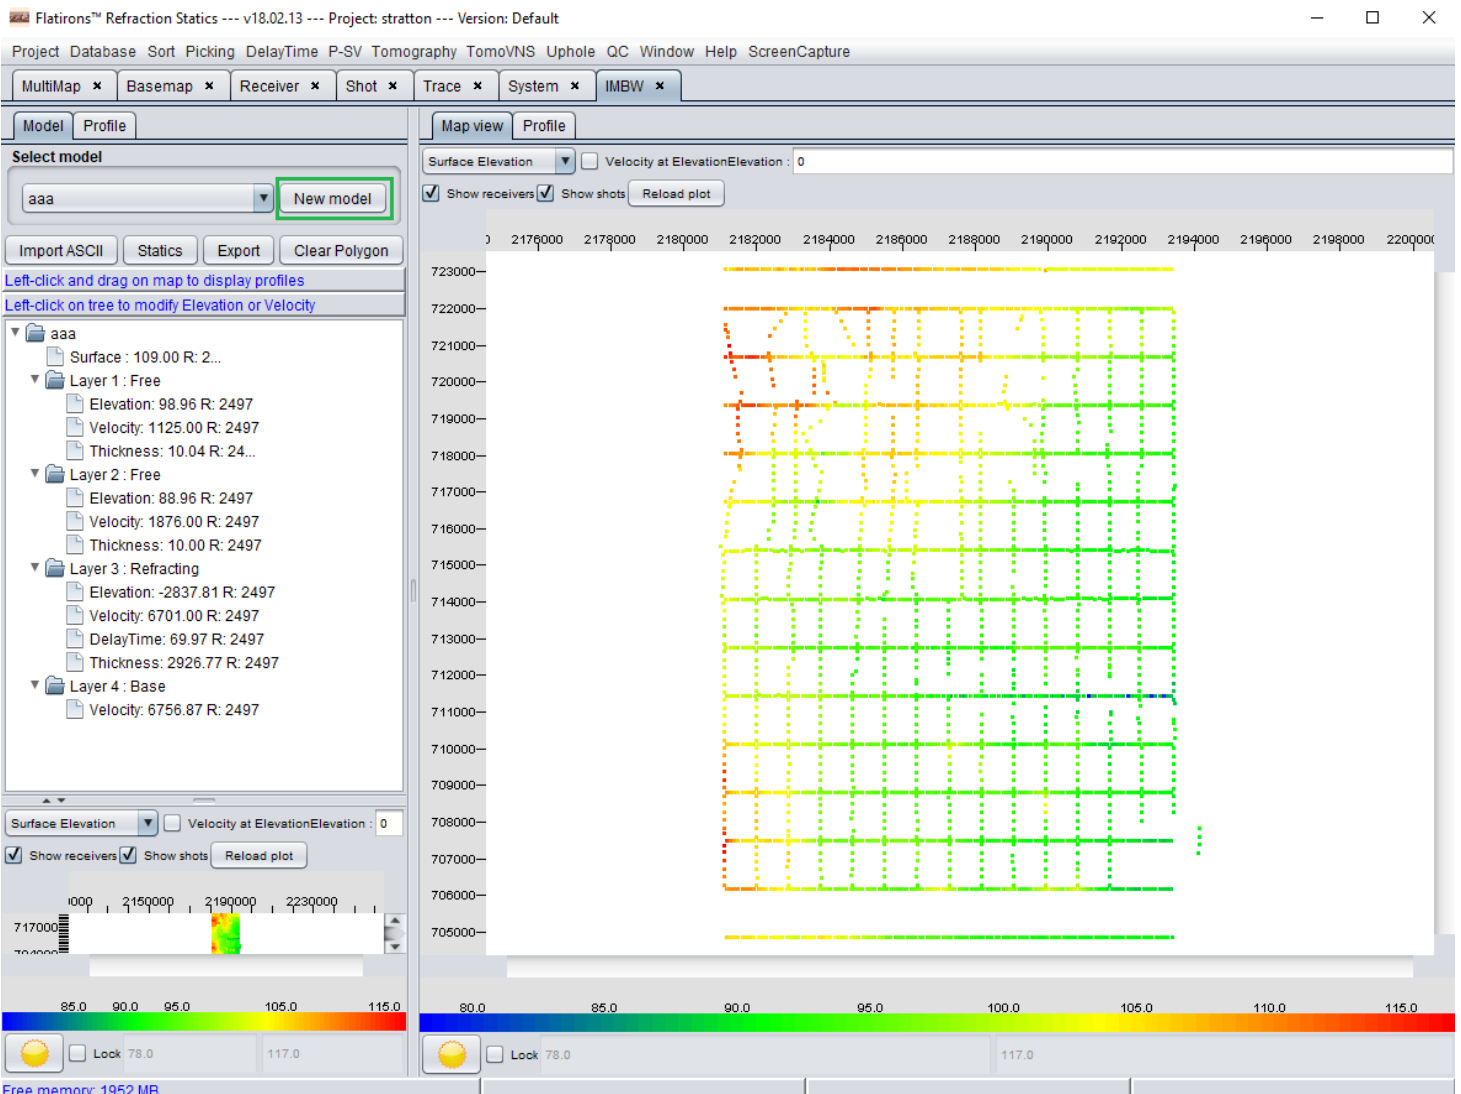 Flatirons™ Refraction Statics --- v18.02.13 --- Project: stratton --- Version: Default
Project Database Sort Picking DelayTime P-SV Tomography TomoVNS Uphole QC Window Help ScreenCapture
MultiMap × Basemap × Receiver × Shot × Trace × System × IMBW ×
Model Profile
Select model
aaa New model
Import ASCII Statics Export Clear Polygon
Left-click and drag on map to display profiles
Left-click on tree to modify Elevation or Velocity
aaa
Surface : 109.00 R: 2...
Layer 1 : Free
Elevation: 98.96 R: 2497
Velocity: 1125.00 R: 2497
Thickness: 10.04 R: 24...
Layer 2 : Free
Elevation: 88.96 R: 2497
Velocity: 1876.00 R: 2497
Thickness: 10.00 R: 2497
Layer 3 : Refracting
Elevation: -2837.81 R: 2497
Velocity: 6701.00 R: 2497
DelayTime: 69.97 R: 2497
Thickness: 2926.77 R: 2497
Layer 4 : Base
Velocity: 6756.87 R: 2497
Surface Elevation Velocity at ElevationElevation : 0
Show receivers Show shots Reload plot
2150000 2190000 2230000
717000
85.0 90.0 95.0 105.0 115.0
Lock 78.0 117.0
Free memory: 1952 MB
Map view Profile
Surface Elevation Velocity at ElevationElevation : 0
Show receivers Show shots Reload plot
2176000 2178000 2180000 2182000 2184000 2186000 2188000 2190000 2192000 2194000 2196000 2198000 2200000
723000
722000
721000
720000
719000
718000
717000
716000
715000
714000
713000
712000
711000
710000
709000
708000
707000
706000
705000
80.0 85.0 90.0 95.0 100.0 105.0 110.0 115.0
Lock 78.0 117.0